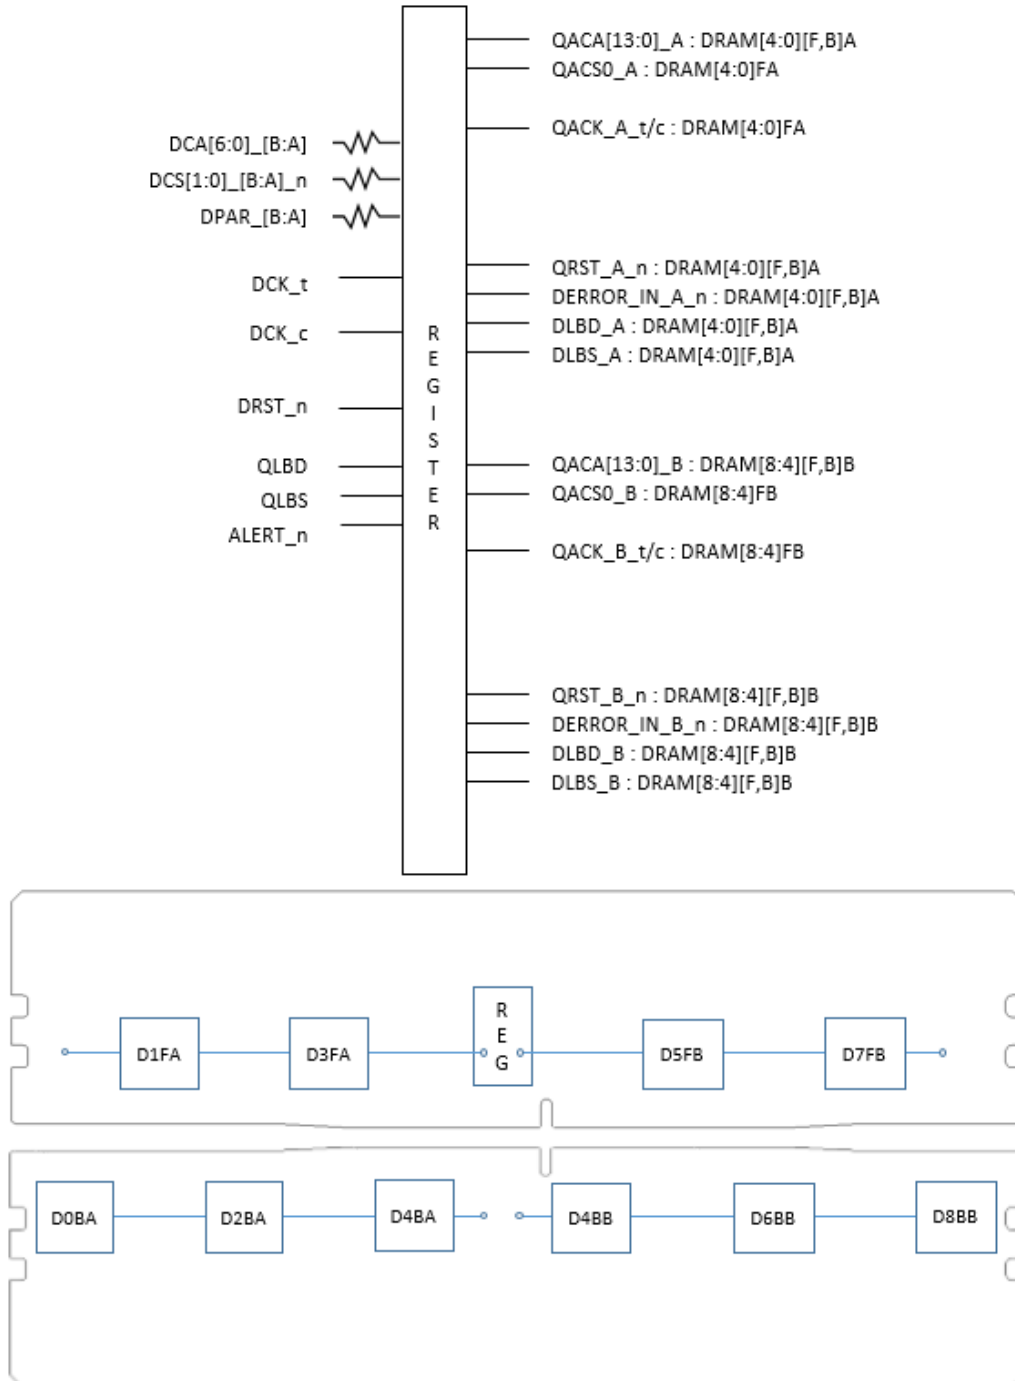 QACA[13:0]_A : DRAM[4:0][F,B]A
QACS0_A : DRAM[4:0]FA
QACK_A_t/c : DRAM[4:0]FA
DCA[6:0]_[B:A]
DCS[1:0]_[B:A]_n
DPAR_[B:A]
DCK_t
DCK_c
DRST_n
QLBD
QLBS
ALERT_n
R
E
G
I
S
T
E
R
QRST_A_n : DRAM[4:0][F,B]A
DERROR_IN_A_n : DRAM[4:0][F,B]A
DLBD_A : DRAM[4:0][F,B]A
DLBS_A : DRAM[4:0][F,B]A
QACA[13:0]_B : DRAM[8:4][F,B]B
QACS0_B : DRAM[8:4]FB
QACK_B_t/c : DRAM[8:4]FB
QRST_B_n : DRAM[8:4][F,B]B
DERROR_IN_B_n : DRAM[8:4][F,B]B
DLBD_B : DRAM[8:4][F,B]B
DLBS_B : DRAM[8:4][F,B]B
D1FA
D3FA
R
E
G
D5FB
D7FB
D0BA
D2BA
D4BA
D4BB
D6BB
D8BB